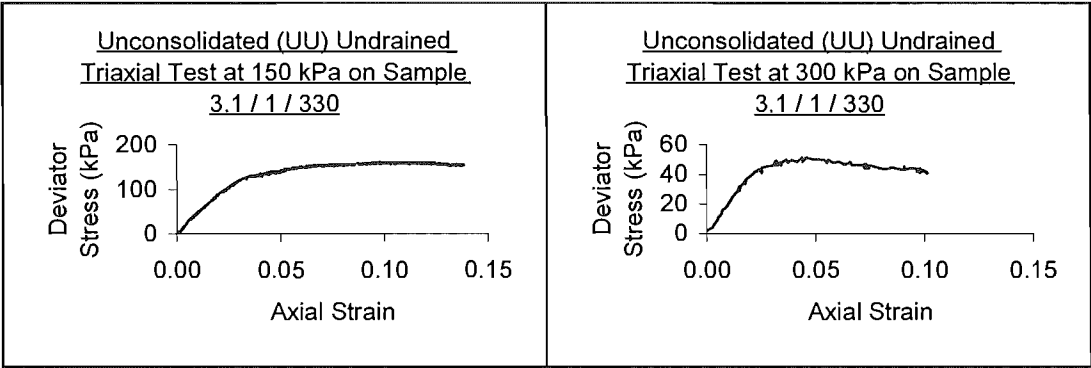 Unconsolidated (UU) Undrained
Triaxial Test at 150 kPa on Sample
3.1 / 1 / 330
Deviator
Stress (kPa)
200
100
0
0.00 0.05 0.10 0.15
Axial Strain
Unconsolidated (UU) Undrained
Triaxial Test at 300 kPa on Sample
3.1 / 1 / 330
Deviator
Stress (kPa)
60
40
20
0
0.00 0.05 0.10 0.15
Axial Strain